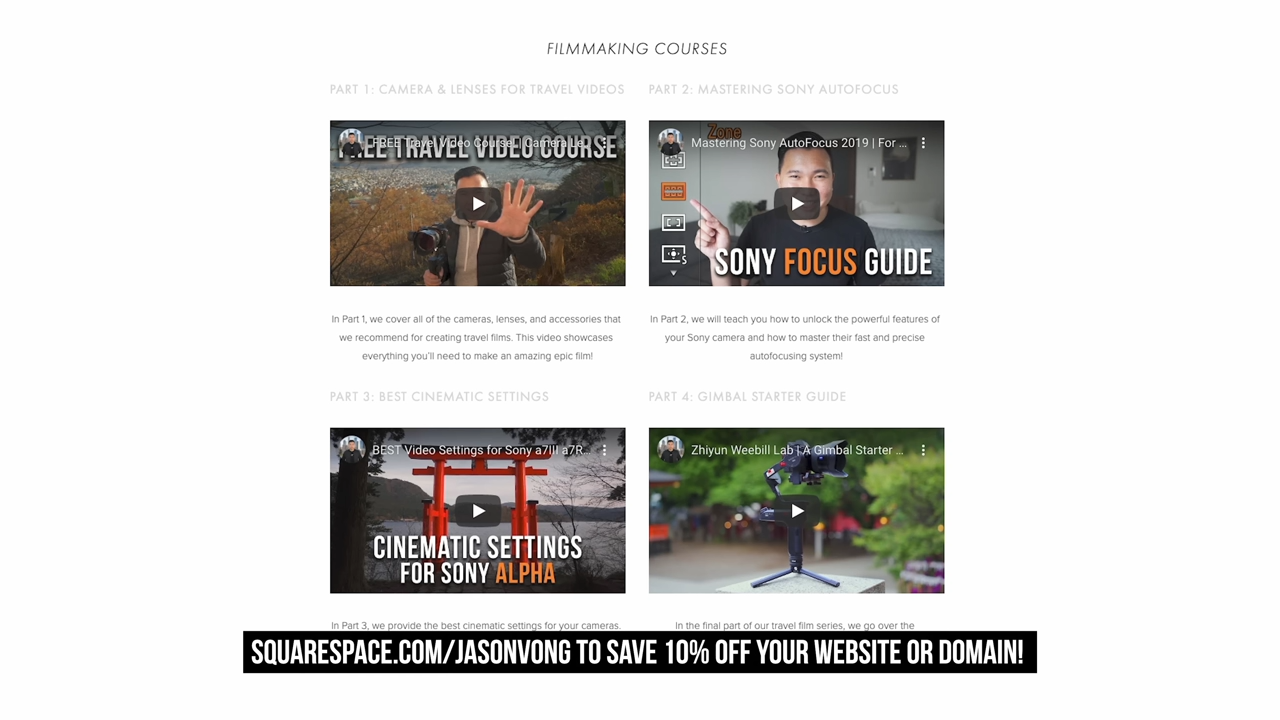 FILMMAKING COURSES
PART 1: CAMERA & LENSES FOR TRAVEL VIDEOS
PART 2: MASTERING SONY AUTOFOCUS
FREE Travel Video Course! | Camera Le...
FREE TRAVEL VIDEO COURSE
Zone
Mastering Sony AutoFocus 2019 | For ...
S
SONY FOCUS GUIDE
In Part 1, we cover all of the cameras, lenses, and accessories that
we recommend for creating travel films. This video showcases
everything you’ll need to make an amazing epic film!
In Part 2, we will teach you how to unlock the powerful features of
your Sony camera and how to master their fast and precise
autofocusing system!
PART 3: BEST CINEMATIC SETTINGS
PART 4: GIMBAL STARTER GUIDE
BEST Video Settings for Sony a7III a7R...
CINEMATIC SETTINGS
FOR SONY ALPHA
Zhiyun Weebill Lab | A Gimbal Starter ...
In Part 3, we provide the best cinematic settings for your cameras.
In the final part of our travel film series, we go over the
SQUARESPACE.COM/JASONVONG TO SAVE 10% OFF YOUR WEBSITE OR DOMAIN!